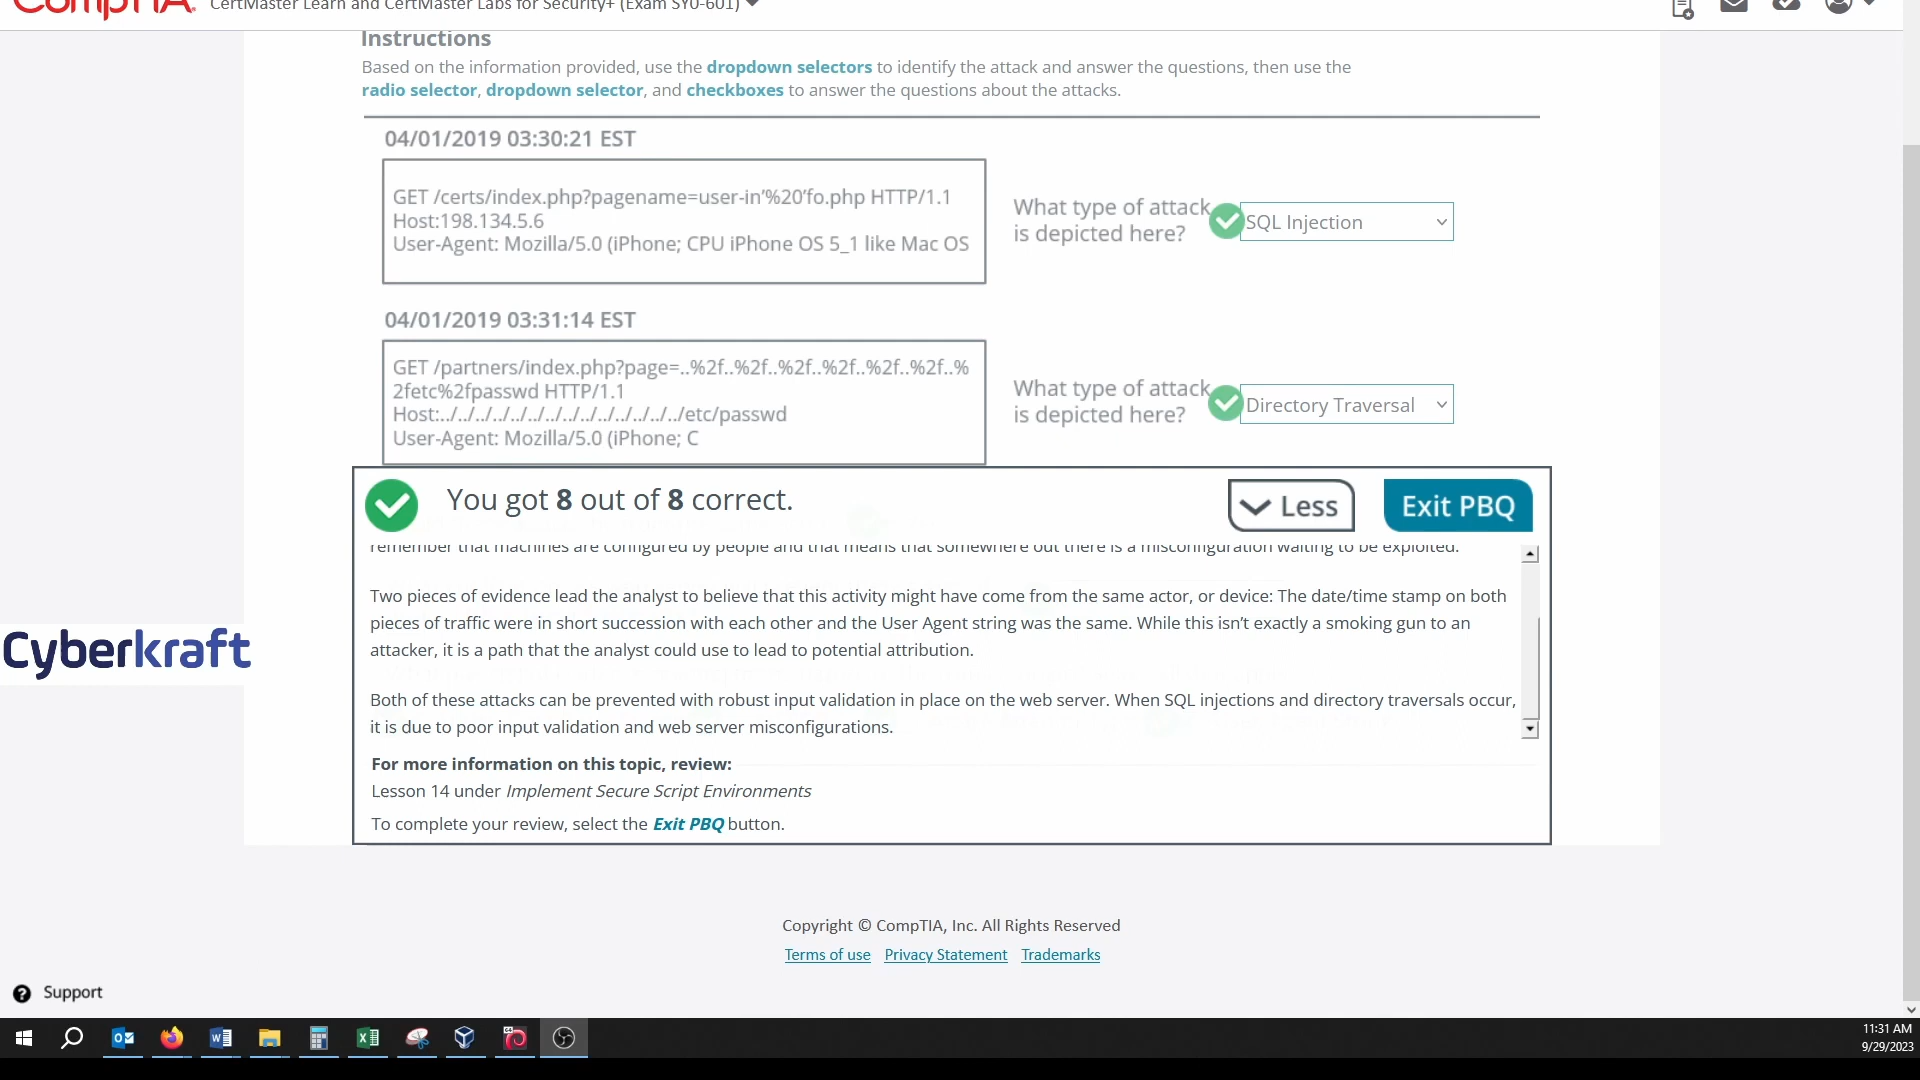 CompTIA.
CertMaster Learn and CertMaster Labs for Security+ (Exam SY0-601)
Instructions
Based on the information provided, use the dropdown selectors to identify the attack and answer the questions, then use the
radio selector, dropdown selector, and checkboxes to answer the questions about the attacks.
04/01/2019 03:30:21 EST
GET /certs/index.php?pagename=user-in’%20’fo.php HTTP/1.1
Host:198.134.5.6
User-Agent: Mozilla/5.0 (iPhone; CPU iPhone OS 5_1 like Mac OS
What type of attack
is depicted here?
SQL Injection
04/01/2019 03:31:14 EST
GET /partners/index.php?page=..%2f..%2f..%2f..%2f..%2f..%2f..%
2fetc%2fpasswd HTTP/1.1
Host:../../../../../../../../../../../../../../etc/passwd
User-Agent: Mozilla/5.0 (iPhone; C
What type of attack
is depicted here?
Directory Traversal
You got 8 out of 8 correct.
Less
Exit PBQ
remember that machines are configured by people and that means that somewhere out there is a misconfiguration waiting to be exploited.
Two pieces of evidence lead the analyst to believe that this activity might have come from the same actor, or device: The date/time stamp on both
pieces of traffic were in short succession with each other and the User Agent string was the same. While this isn’t exactly a smoking gun to an
attacker, it is a path that the analyst could use to lead to potential attribution.
Both of these attacks can be prevented with robust input validation in place on the web server. When SQL injections and directory traversals occur,
it is due to poor input validation and web server misconfigurations.
For more information on this topic, review:
Lesson 14 under Implement Secure Script Environments
To complete your review, select the Exit PBQ button.
Cyberkraft
Copyright © CompTIA, Inc. All Rights Reserved
Terms of use Privacy Statement Trademarks
Support
11:31 AM
9/29/2023